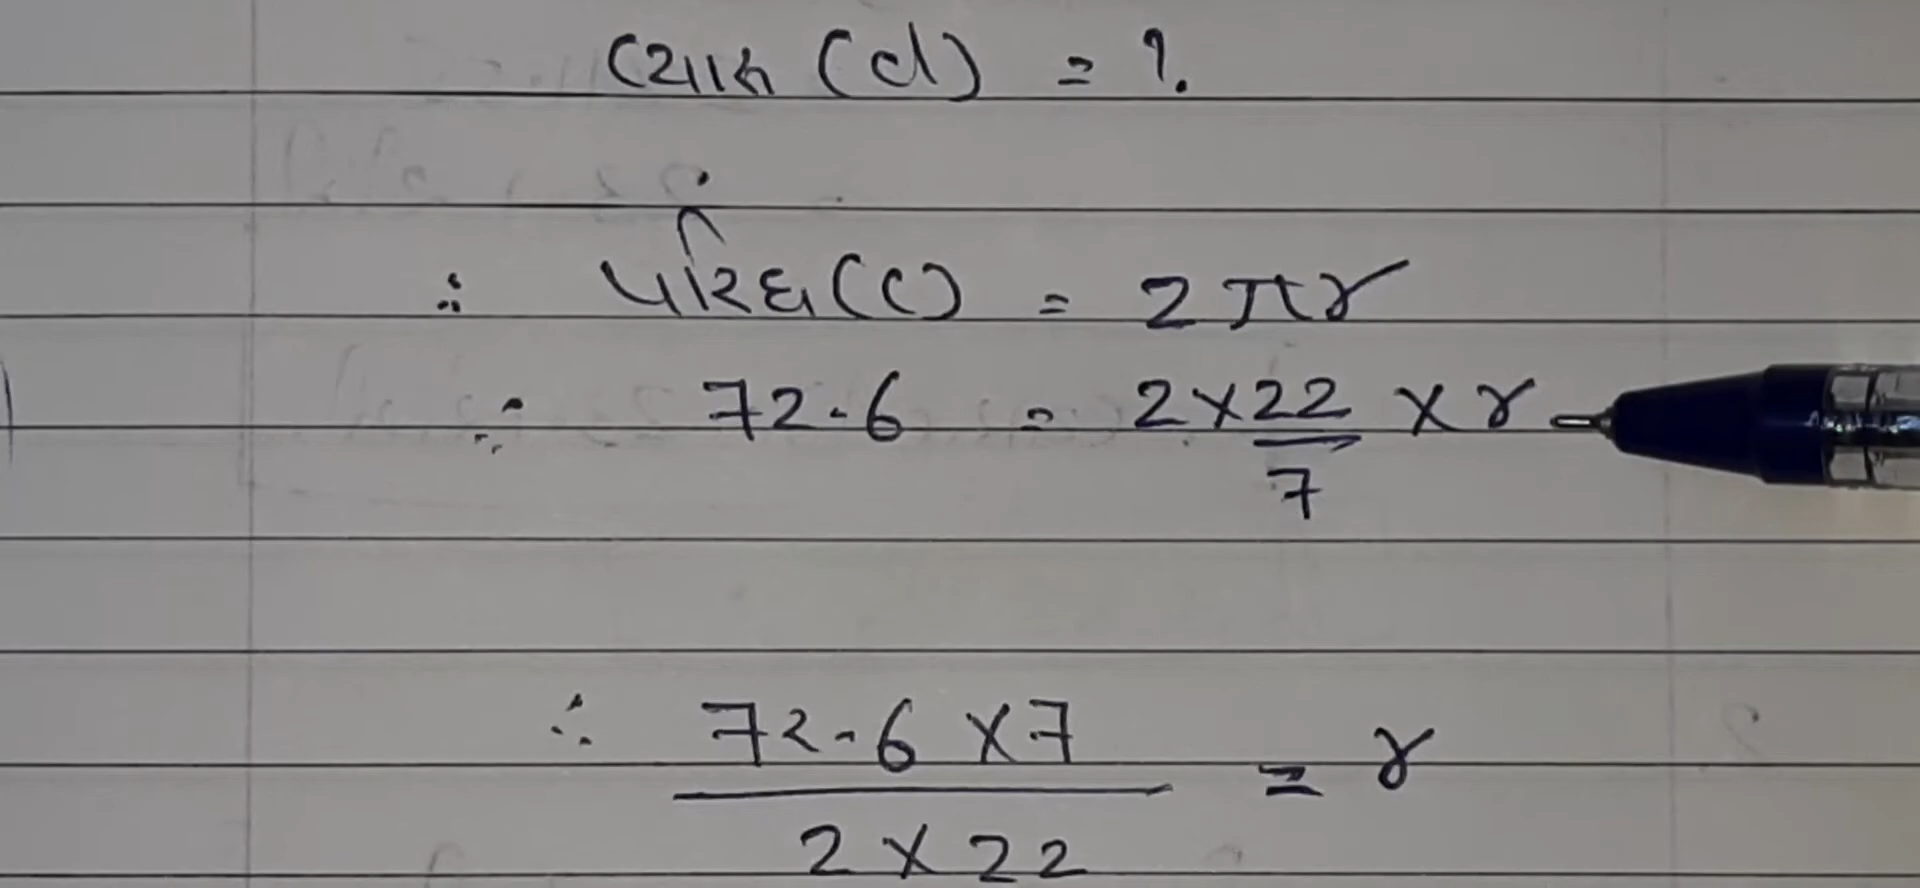 વ્યાસ (d) = ?
∴ પરિઘ (C) = 2πr
∴ 72.6 = 2 × 22/7 × r
∴ 72.6 × 7 / 2 × 22 = r